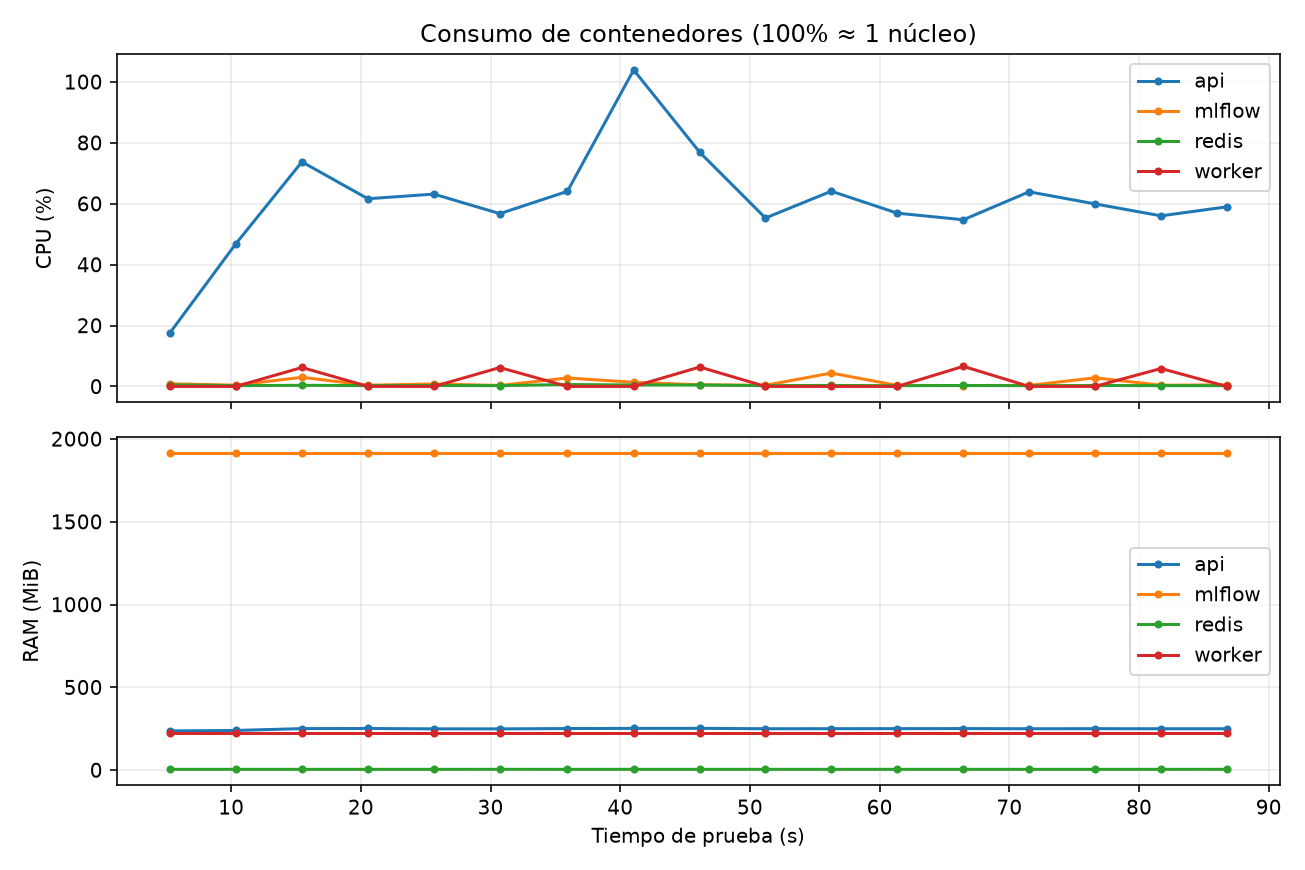 Consumo de contenedores (100% ≈ 1 núcleo)
CPU (%)
100
80
60
40
20
0
api
mlflow
redis
worker
RAM (MiB)
2000
1500
1000
500
0
api
mlflow
redis
worker
10 20 30 40 50 60 70 80 90
Tiempo de prueba (s)